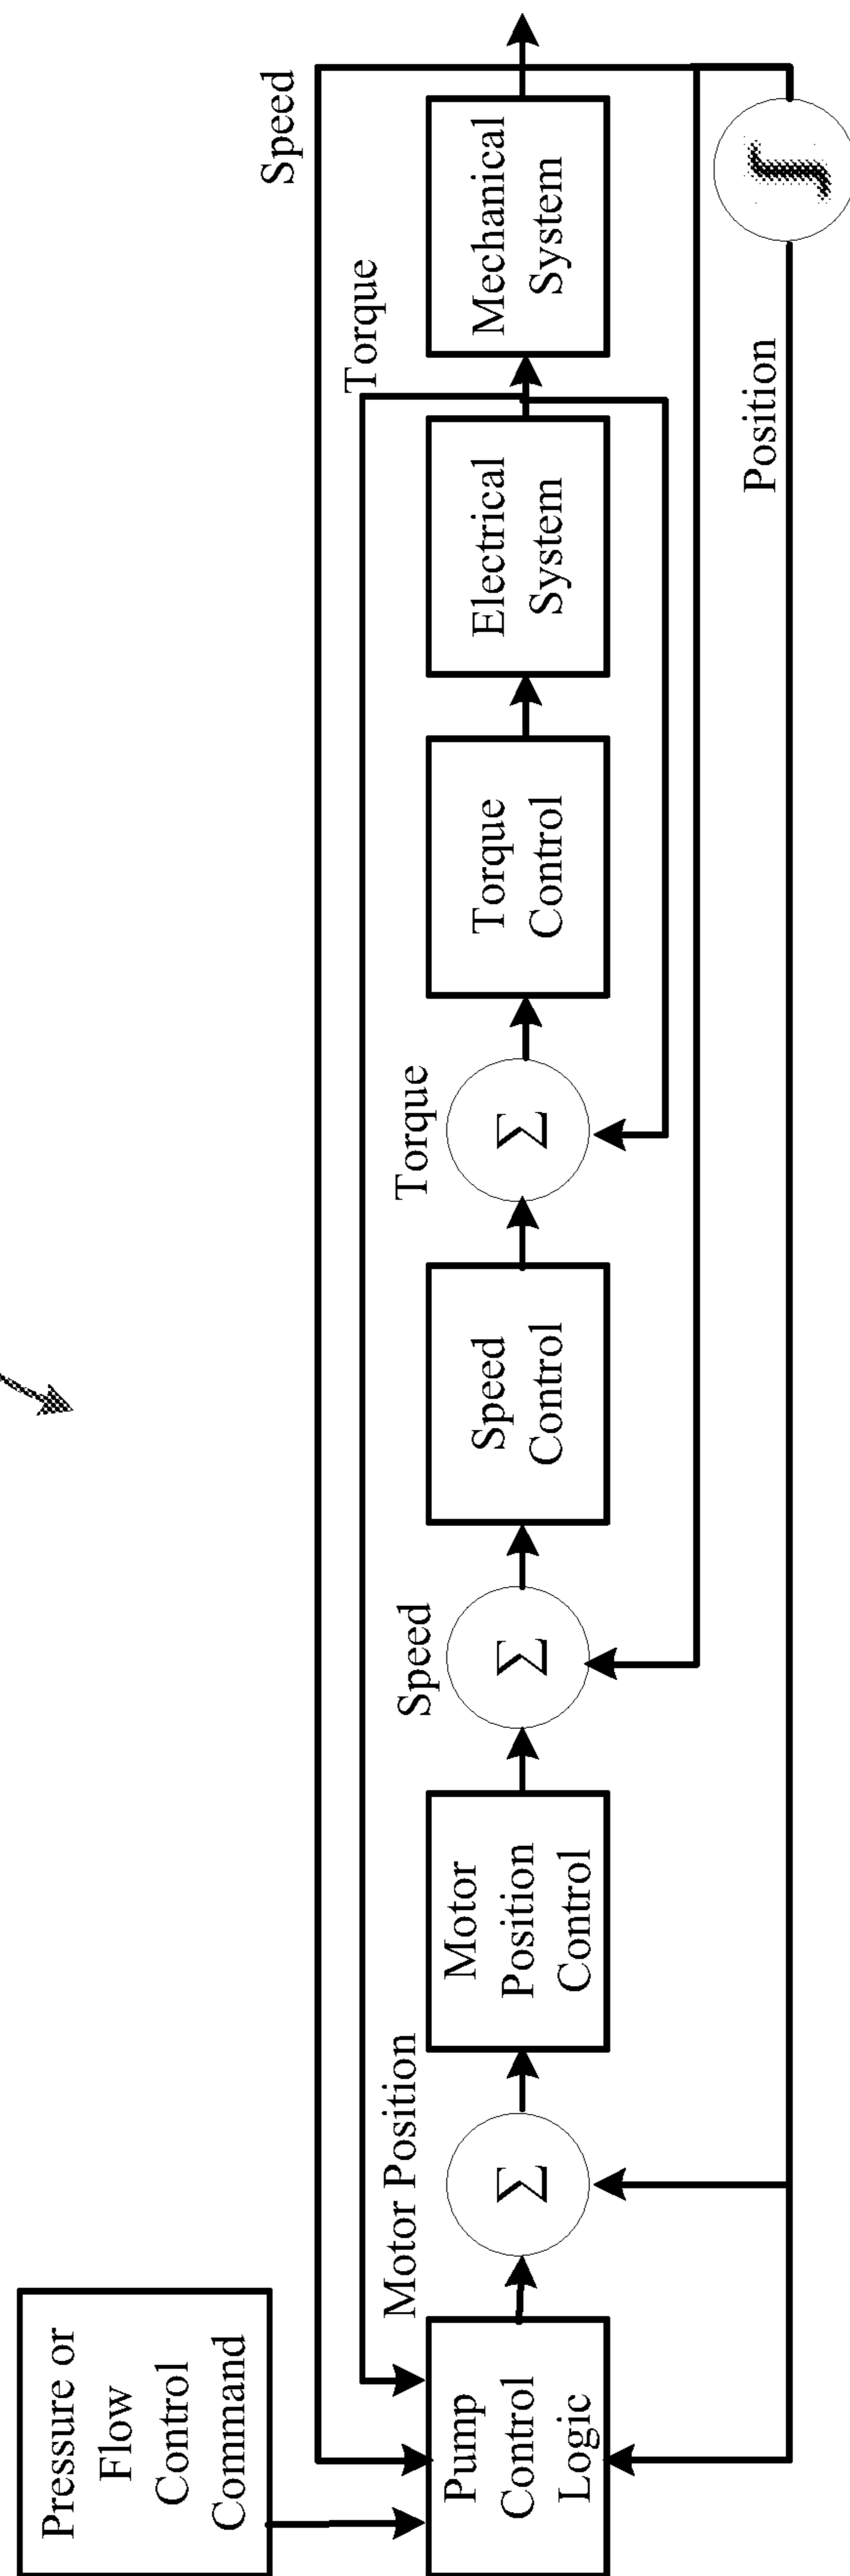 Pressure or
Flow
Control
Command
Pump
Control
Logic
Motor Position
Σ
Motor
Position
Control
Speed
Σ
Speed
Control
Torque
Σ
Torque
Control
Electrical
System
Torque
Mechanical
System
Speed
Position
∫